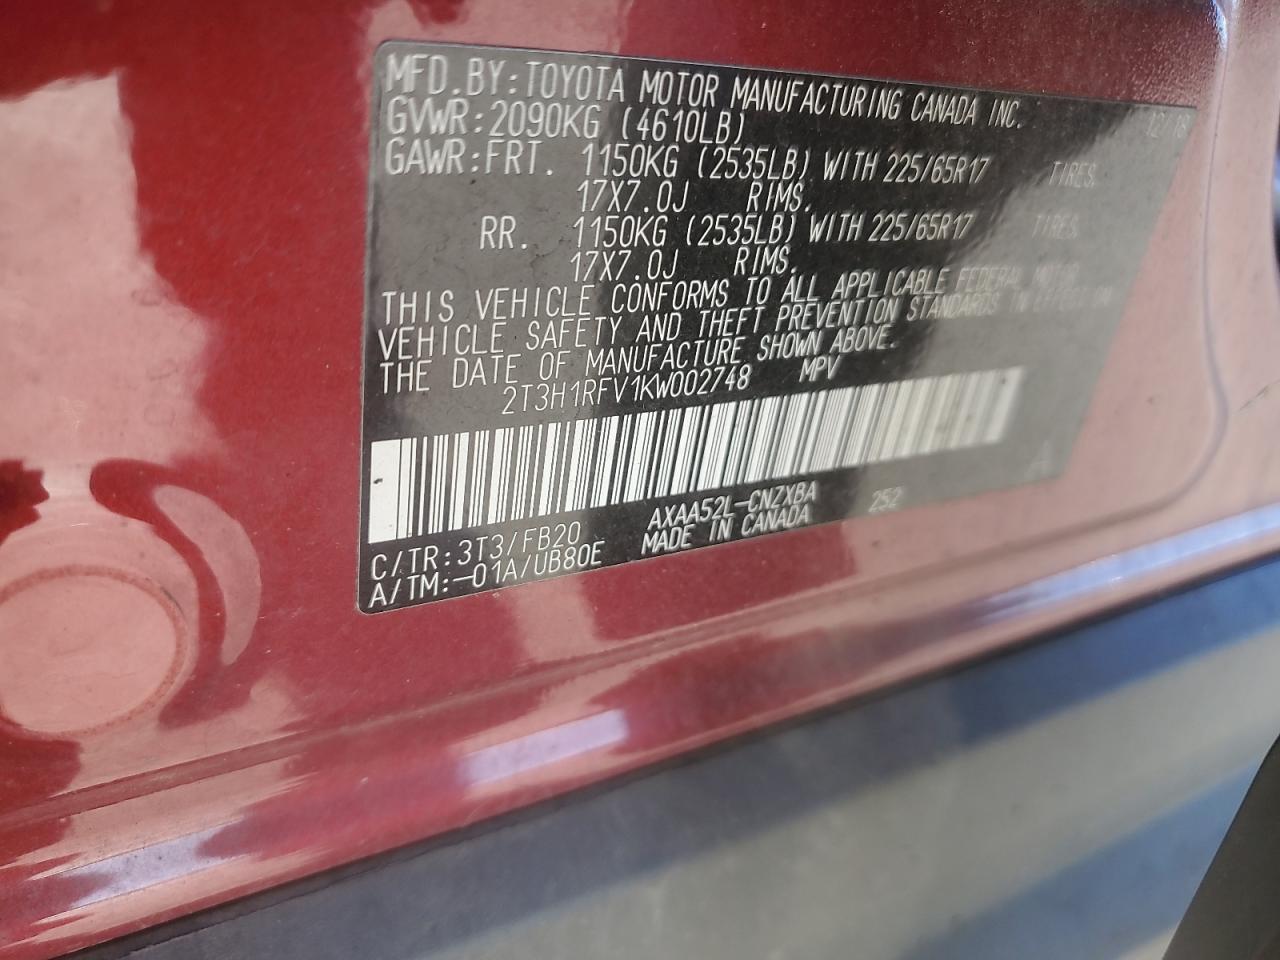 MFD.BY:TOYOTA MOTOR MANUFACTURING CANADA INC. 12/18
GVWR:2090KG (4610LB)
GAWR:FRT. 1150KG (2535LB) WITH 225/65R17 TIRES,
17X7.0J RIMS,
RR. 1150KG (2535LB) WITH 225/65R17 TIRES,
17X7.0J RIMS,
THIS VEHICLE CONFORMS TO ALL APPLICABLE FEDERAL MOTOR
VEHICLE SAFETY AND THEFT PREVENTION STANDARDS IN EFFECT ON
THE DATE OF MANUFACTURE SHOWN ABOVE.
2T3H1RFV1KW002748 MPV
C/TR:3T3/FB20 AXAA52L-CNZXBA 252
A/TM:-01A/UB80E MADE IN CANADA
A